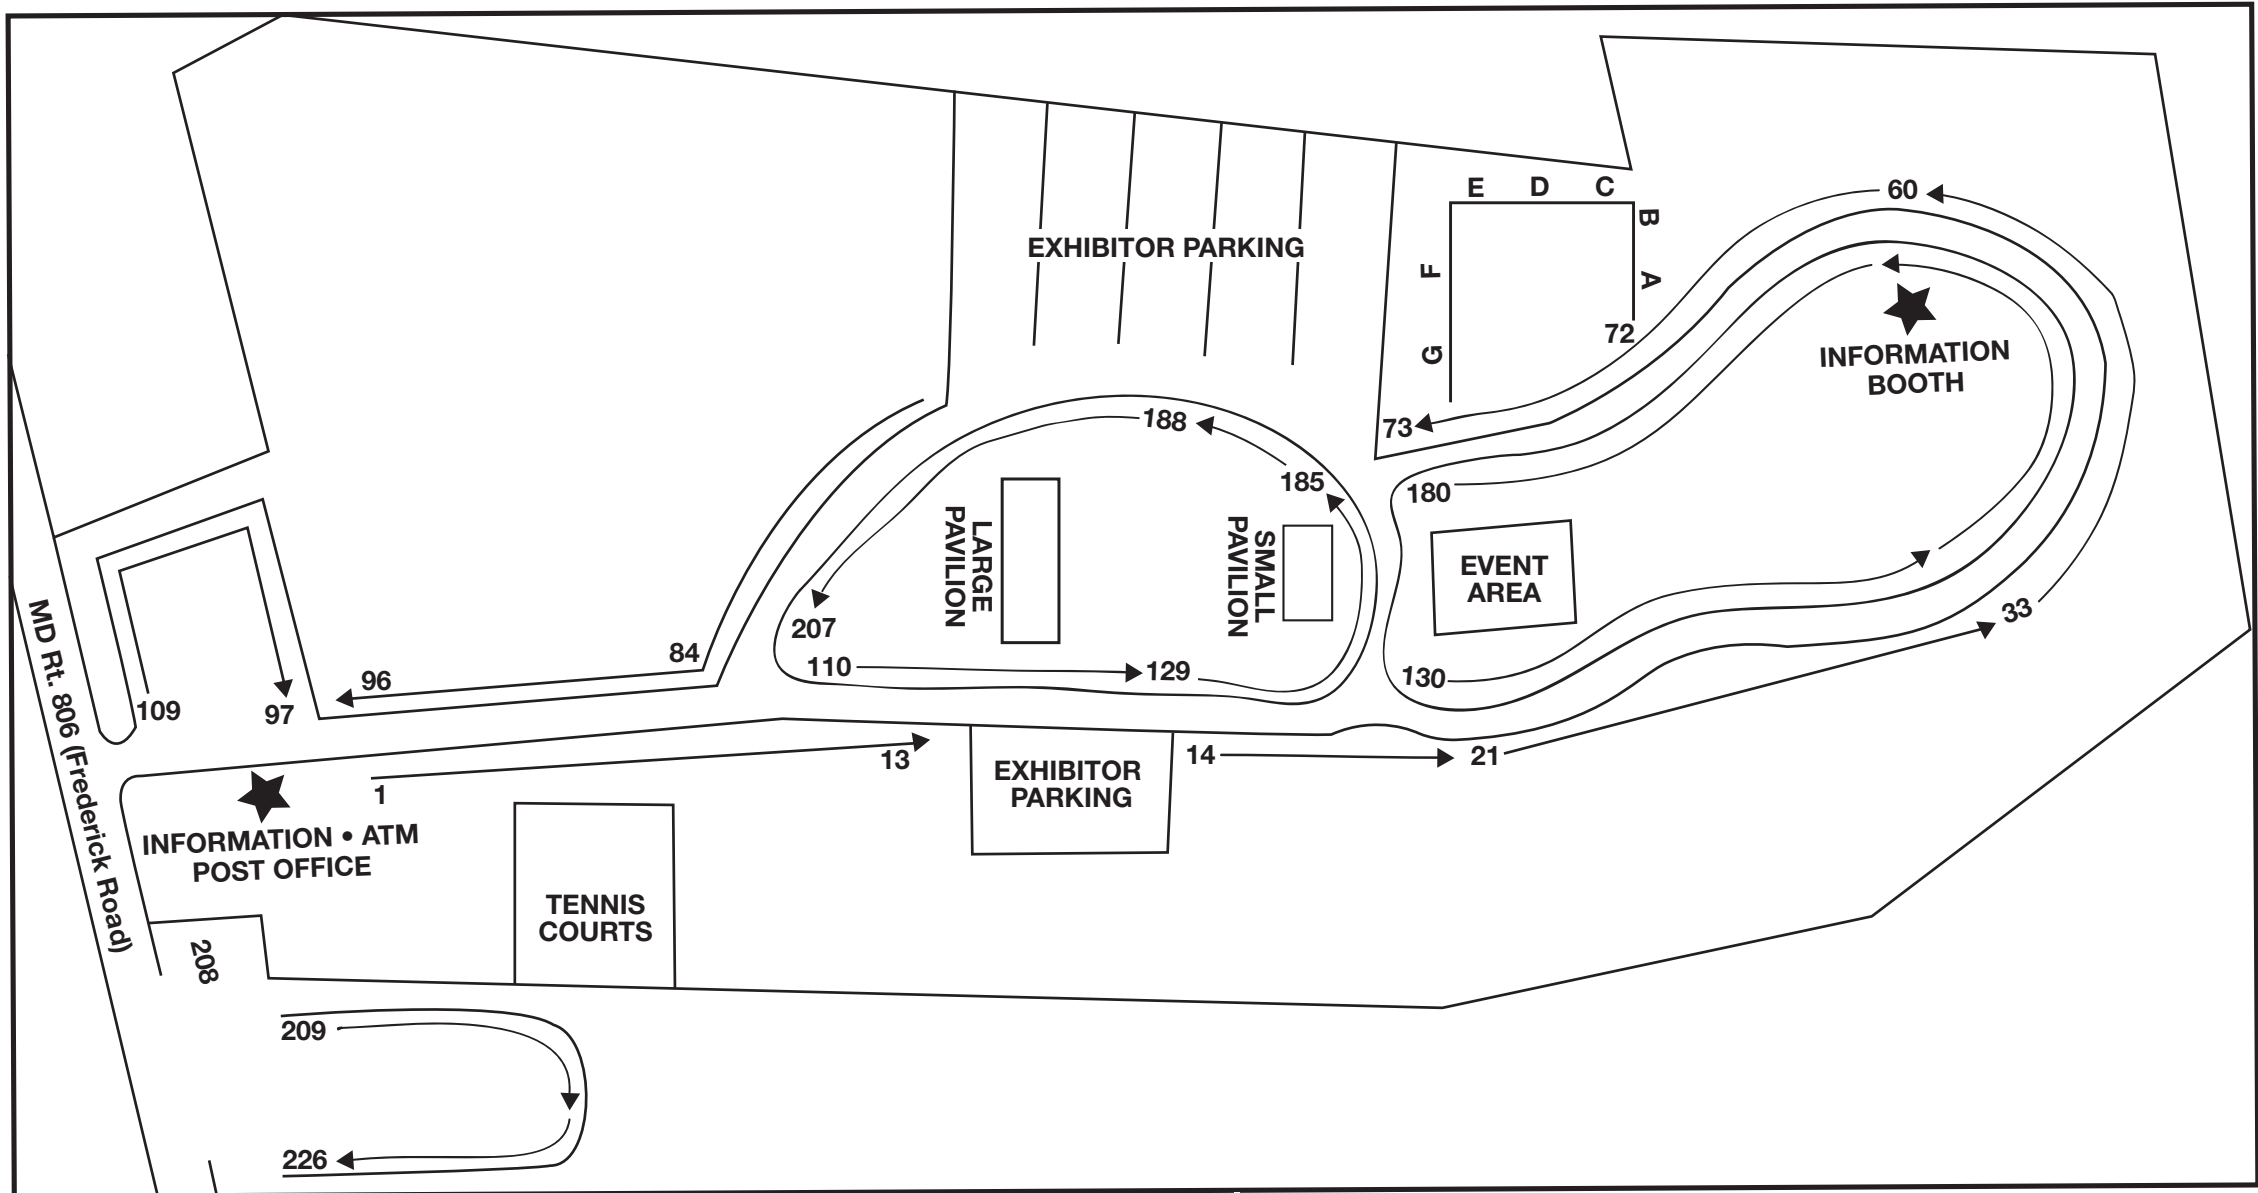 E D C
B
A
F
G
60
72
73
EXHIBITOR PARKING
INFORMATION
BOOTH
188
185
180
LARGE
PAVILION
SMALL
PAVILION
EVENT
AREA
207
110
129
130
33
84
96
97
109
MD Rt. 806 (Frederick Road)
1
13
14
21
EXHIBITOR
PARKING
INFORMATION • ATM
POST OFFICE
TENNIS
COURTS
208
209
226